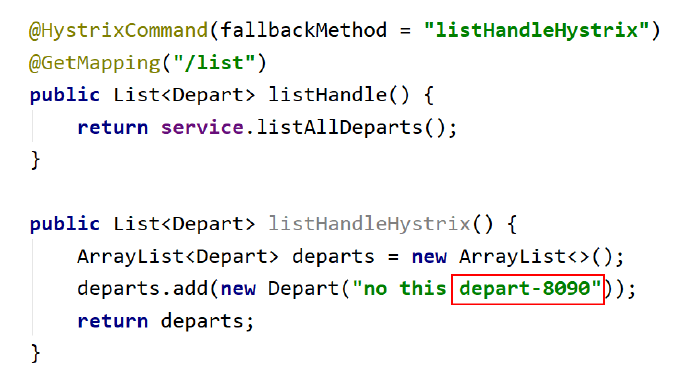 @HystrixCommand(fallbackMethod = "listHandleHystrix")
@GetMapping("/list")
public List<Depart> listHandle() {
    return service.listAllDeparts();
}

public List<Depart> listHandleHystrix() {
    ArrayList<Depart> departs = new ArrayList<>();
    departs.add(new Depart("no this depart-8090"));
    return departs;
}